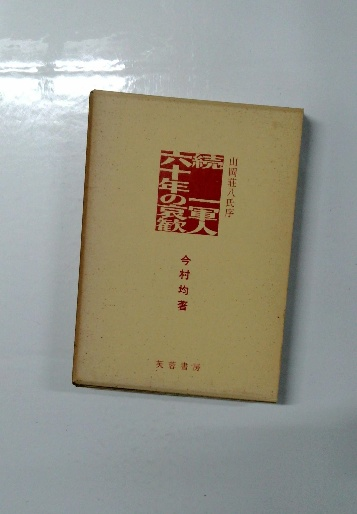 山岡荘八氏序
続 一軍人
六十年の哀歓
今村均著
芙蓉書房